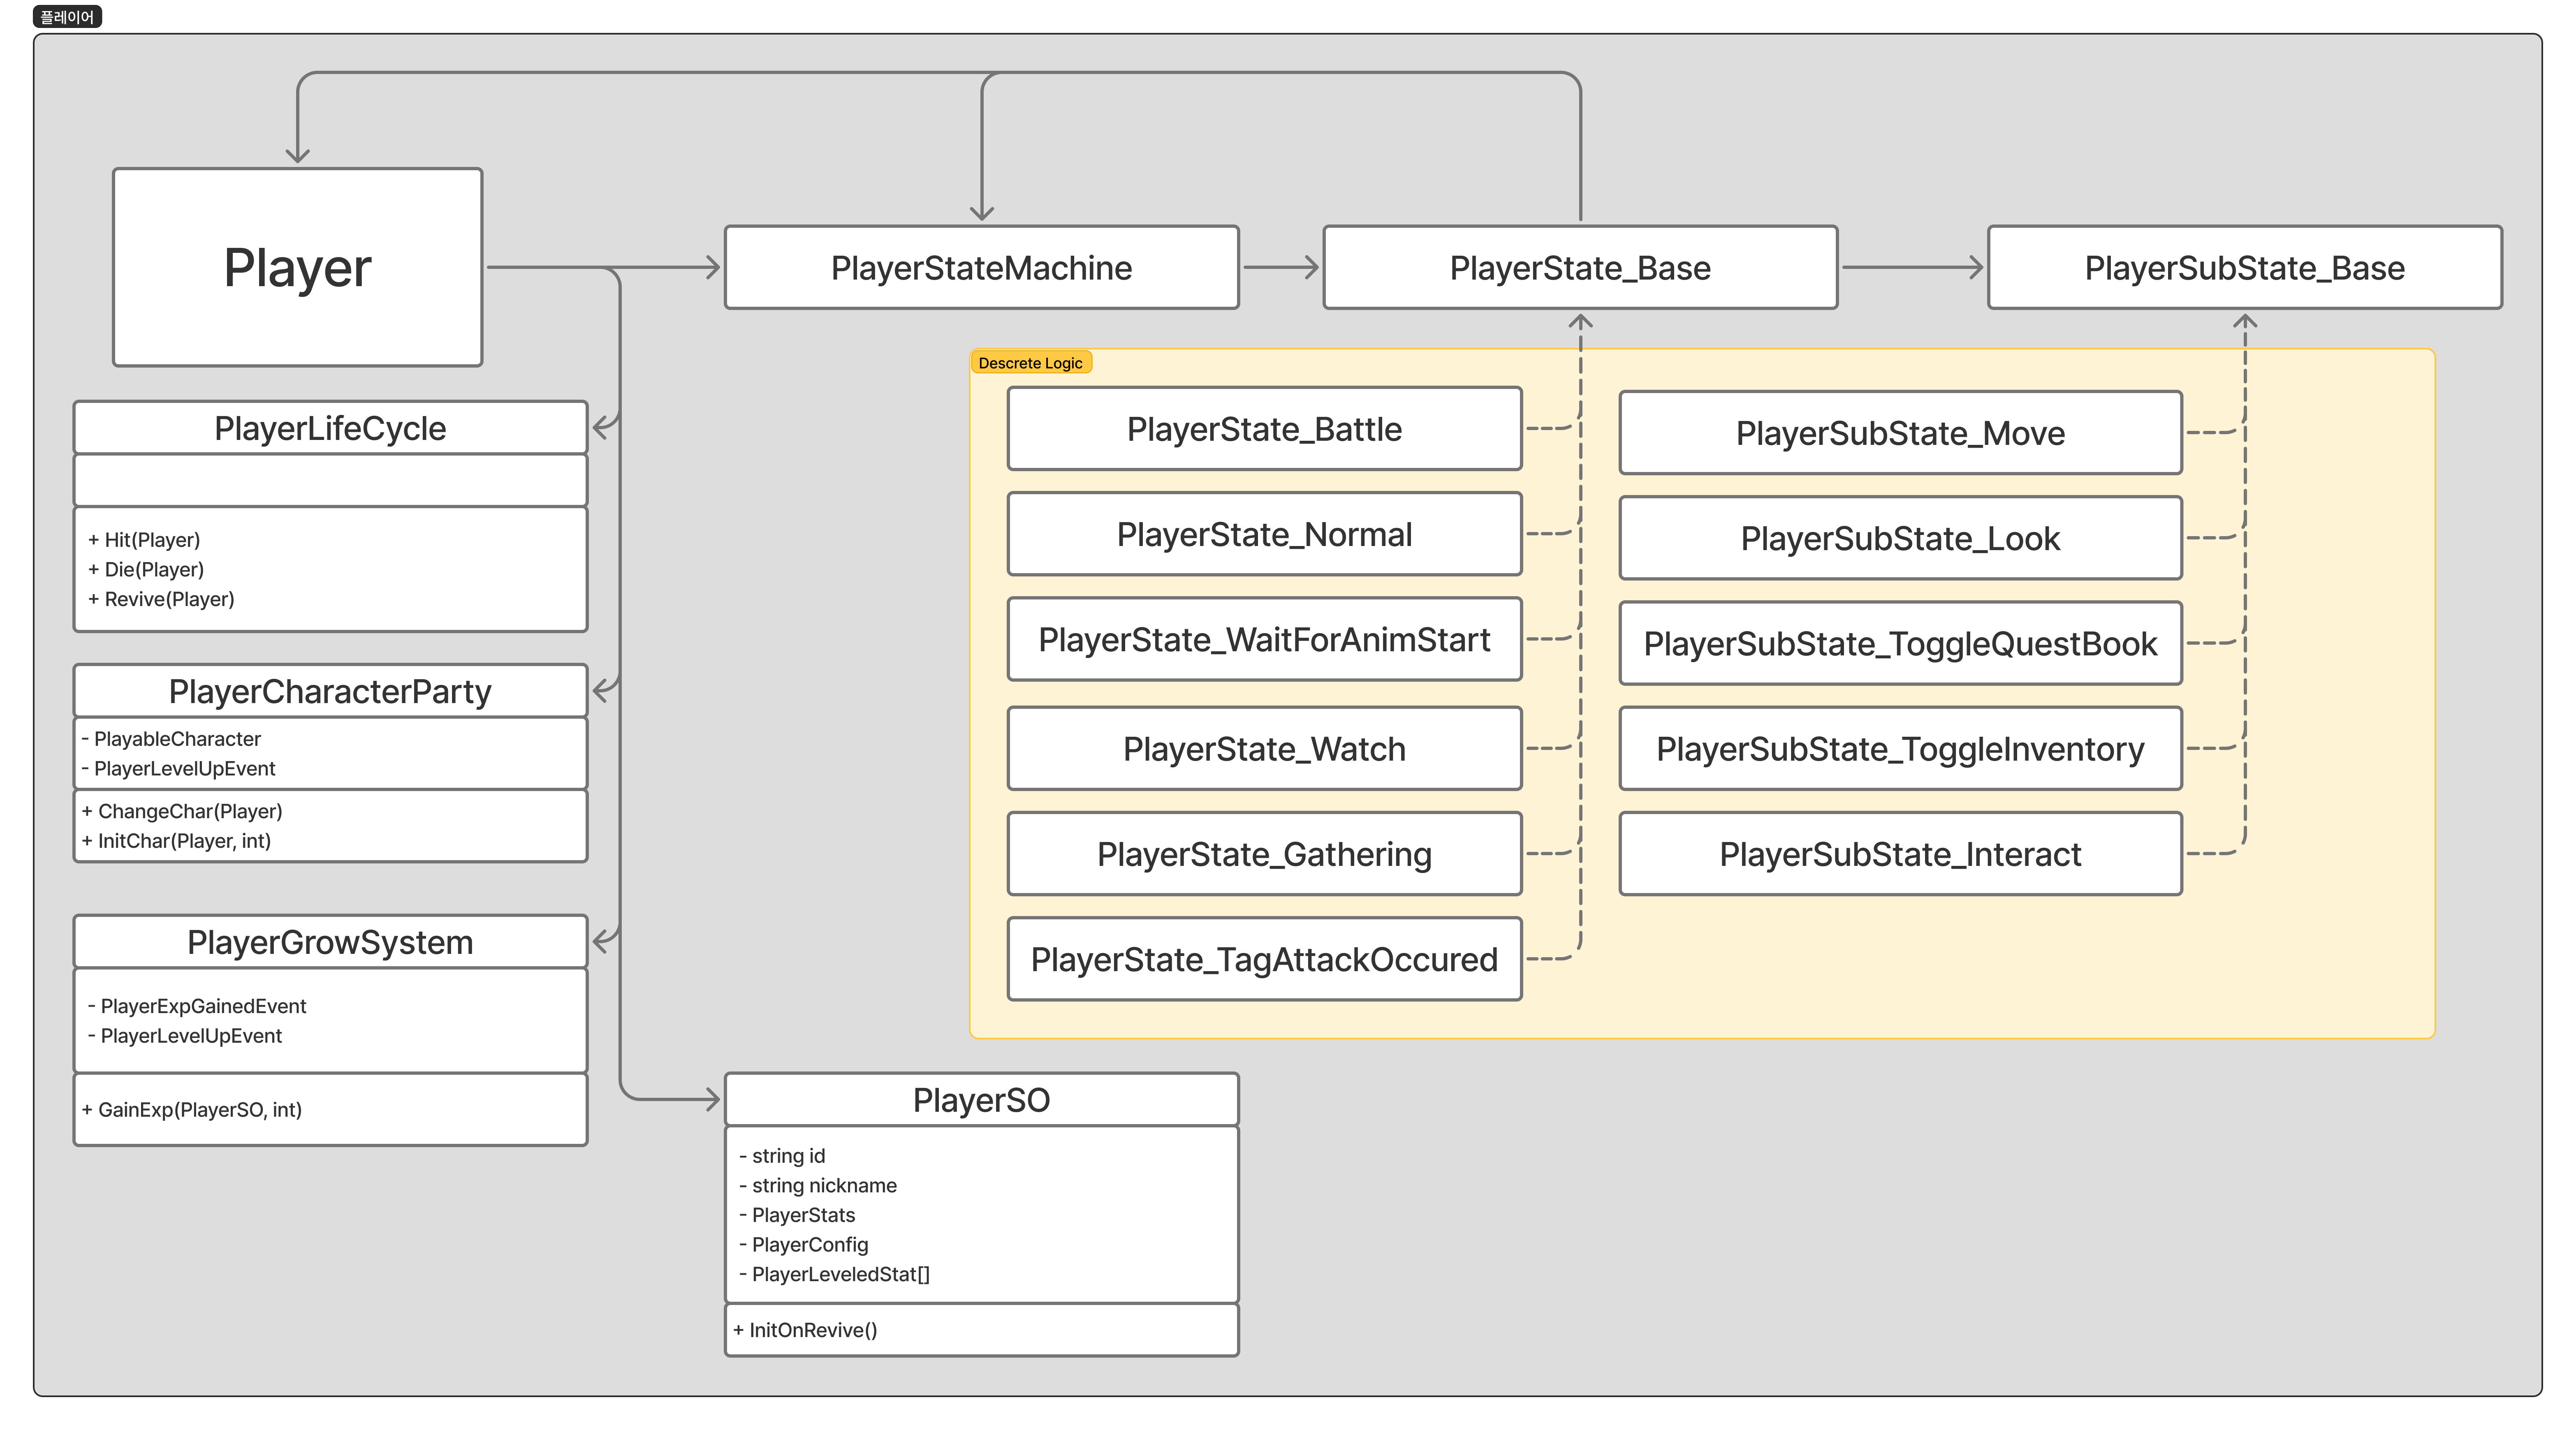 플레이어
Player
PlayerStateMachine
PlayerState_Base
PlayerSubState_Base
PlayerLifeCycle
+ Hit(Player)
+ Die(Player)
+ Revive(Player)
PlayerCharacterParty
- PlayableCharacter
- PlayerLevelUpEvent
+ ChangeChar(Player)
+ InitChar(Player, int)
PlayerGrowSystem
- PlayerExpGainedEvent
- PlayerLevelUpEvent
+ GainExp(PlayerSO, int)
Descrete Logic
PlayerState_Battle
PlayerState_Normal
PlayerState_WaitForAnimStart
PlayerState_Watch
PlayerState_Gathering
PlayerState_TagAttackOccured
PlayerSubState_Move
PlayerSubState_Look
PlayerSubState_ToggleQuestBook
PlayerSubState_ToggleInventory
PlayerSubState_Interact
PlayerSO
- string id
- string nickname
- PlayerStats
- PlayerConfig
- PlayerLeveledStat[]
+ InitOnRevive()